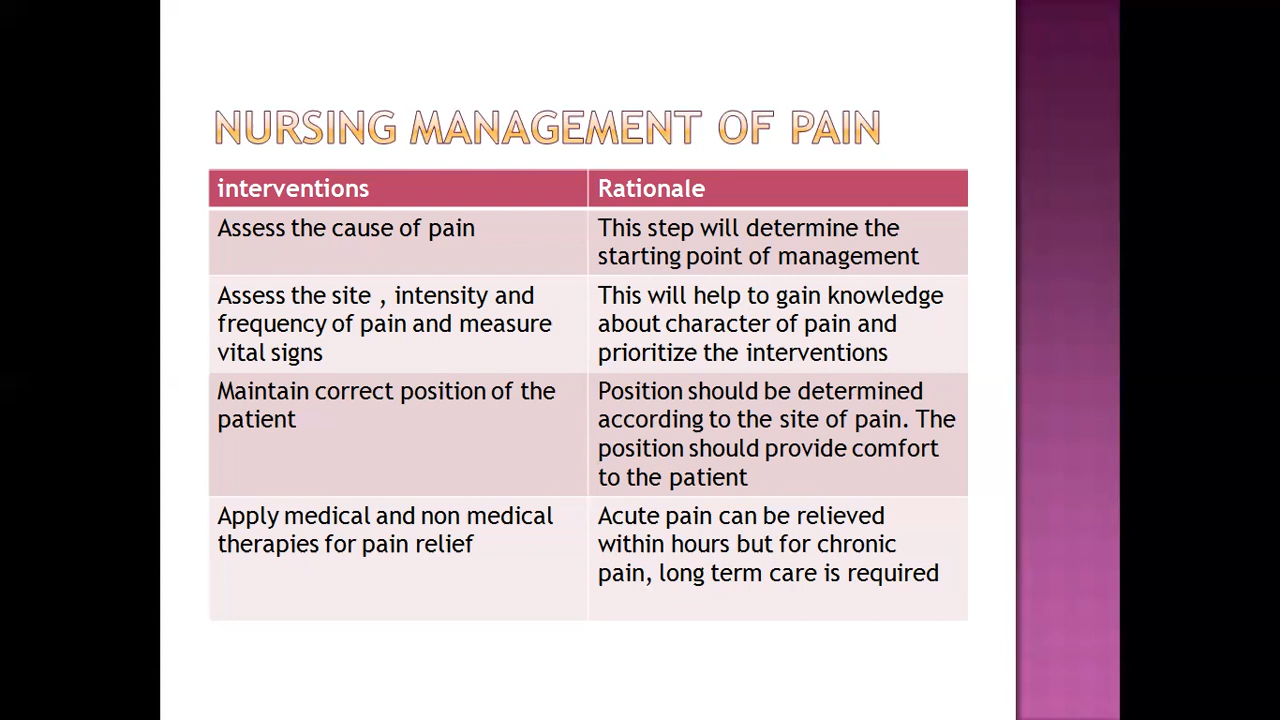 NURSING MANAGEMENT OF PAIN
interventions
Rationale
Assess the cause of pain
This step will determine the
starting point of management
Assess the site , intensity and
frequency of pain and measure
vital signs
This will help to gain knowledge
about character of pain and
prioritize the interventions
Maintain correct position of the
patient
Position should be determined
according to the site of pain. The
position should provide comfort
to the patient
Apply medical and non medical
therapies for pain relief
Acute pain can be relieved
within hours but for chronic
pain, long term care is required